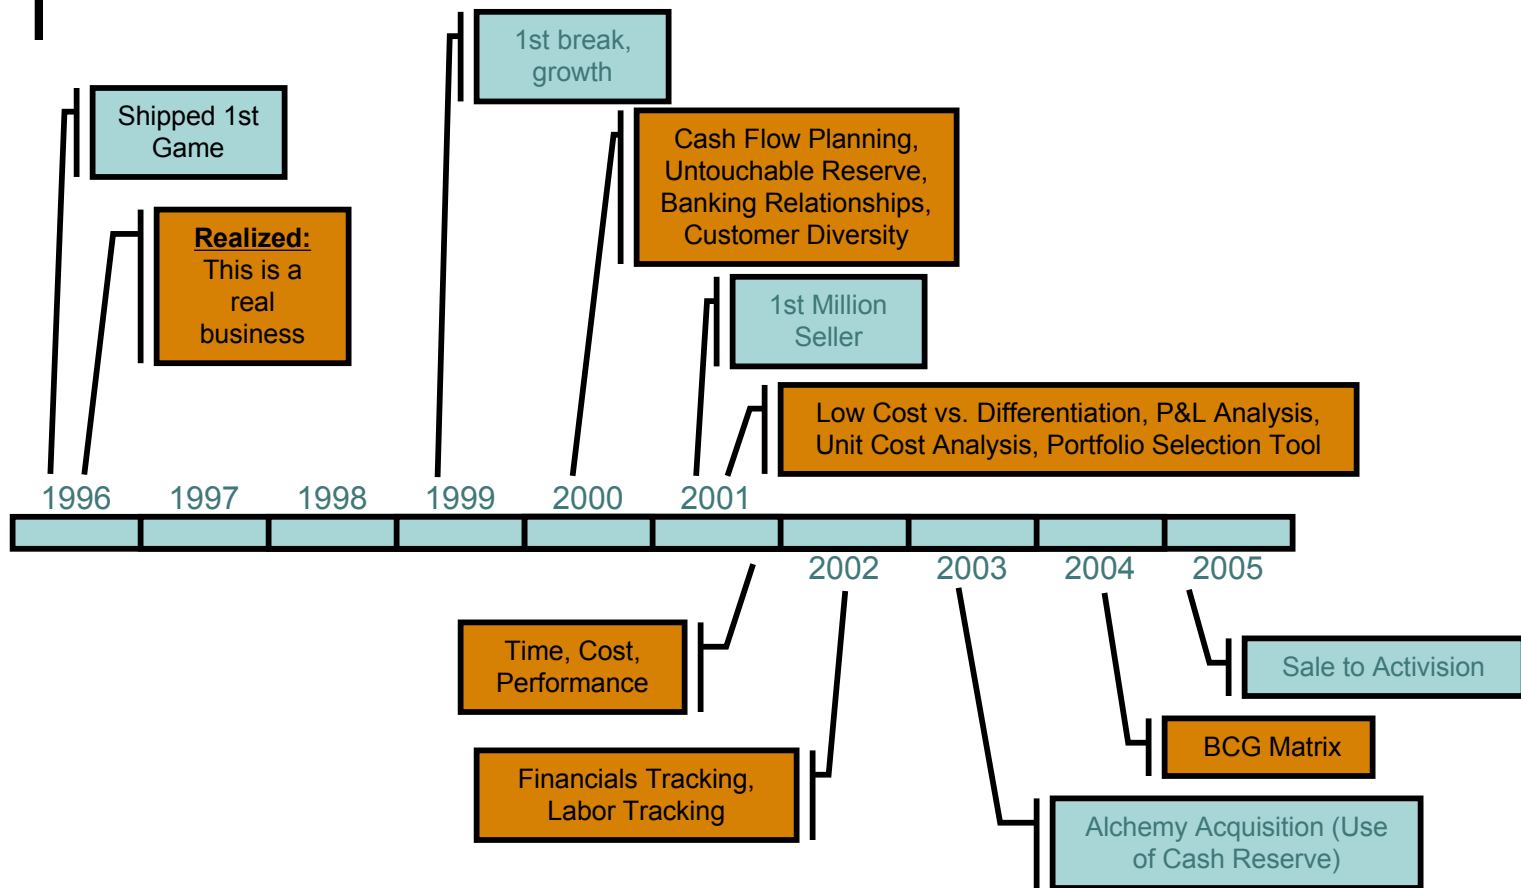 1st break,
growth
Shipped 1st
Game
Cash Flow Planning,
Untouchable Reserve,
Banking Relationships,
Customer Diversity
Realized:
This is a
real
business
1st Million
Seller
Low Cost vs. Differentiation, P&L Analysis,
Unit Cost Analysis, Portfolio Selection Tool
1996 1997 1998 1999 2000 2001
2002 2003 2004 2005
Time, Cost,
Performance
Sale to Activision
BCG Matrix
Financials Tracking,
Labor Tracking
Alchemy Acquisition (Use
of Cash Reserve)